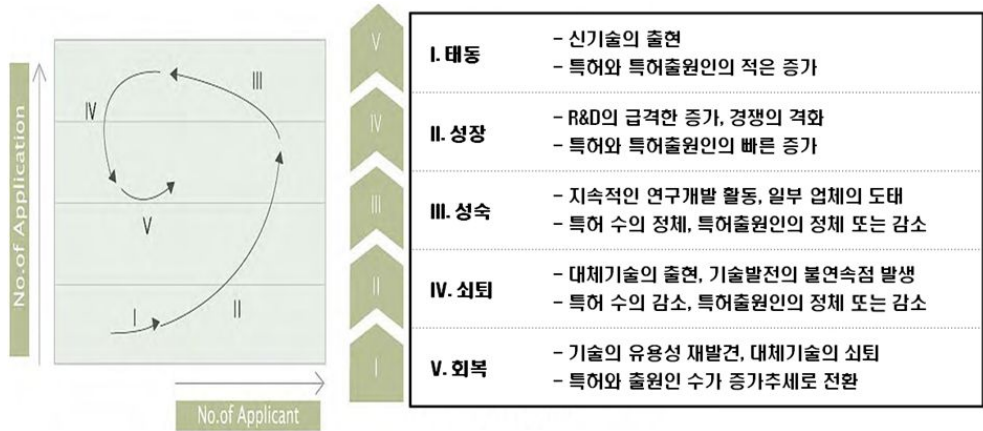 No.of Application
I
II
III
IV
V
No.of Applicant
V
IV
III
II
I
I. 태동
- 신기술의 출현
- 특허와 특허출원인의 적은 증가
II. 성장
- R&D의 급격한 증가, 경쟁의 격화
- 특허와 특허출원인의 빠른 증가
III. 성숙
- 지속적인 연구개발 활동, 일부 업체의 도태
- 특허 수의 정체, 특허출원인의 정체 또는 감소
IV. 쇠퇴
- 대체기술의 출현, 기술발전의 불연속점 발생
- 특허 수의 감소, 특허출원인의 정체 또는 감소
V. 회복
- 기술의 유용성 재발견, 대체기술의 쇠퇴
- 특허와 출원인 수가 증가추세로 전환